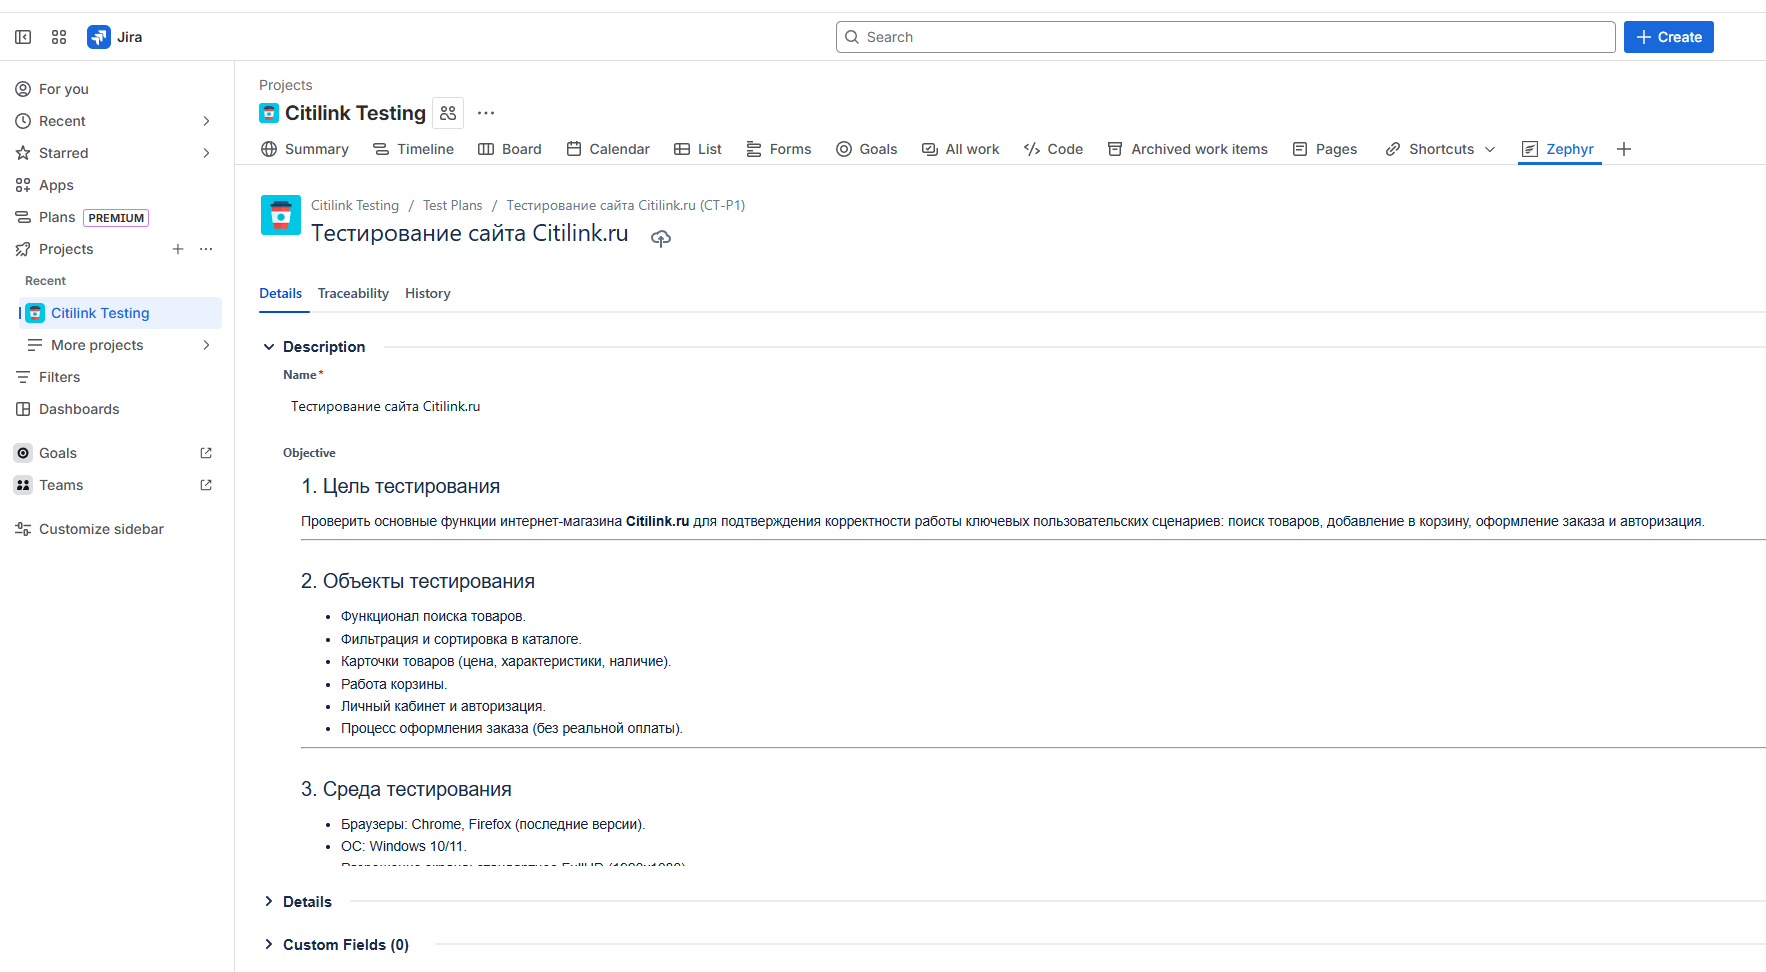 Jira
Search
Create
For you
Recent
Starred
Apps
Plans PREMIUM
Projects
Recent
Citilink Testing
More projects
Filters
Dashboards
Goals
Teams
Customize sidebar
Projects
Citilink Testing
Summary Timeline Board Calendar List Forms Goals All work Code Archived work items Pages Shortcuts Zephyr
Citilink Testing / Test Plans / Тестирование сайта Citilink.ru (CT-P1)
Тестирование сайта Citilink.ru
Details Traceability History
Description
Name*
Тестирование сайта Citilink.ru
Objective
1. Цель тестирования
Проверить основные функции интернет-магазина Citilink.ru для подтверждения корректности работы ключевых пользовательских сценариев: поиск товаров, добавление в корзину, оформление заказа и авторизация.
2. Объекты тестирования
• Функционал поиска товаров.
• Фильтрация и сортировка в каталоге.
• Карточки товаров (цена, характеристики, наличие).
• Работа корзины.
• Личный кабинет и авторизация.
• Процесс оформления заказа (без реальной оплаты).
3. Среда тестирования
• Браузеры: Chrome, Firefox (последние версии).
• ОС: Windows 10/11.
Details
Custom Fields (0)